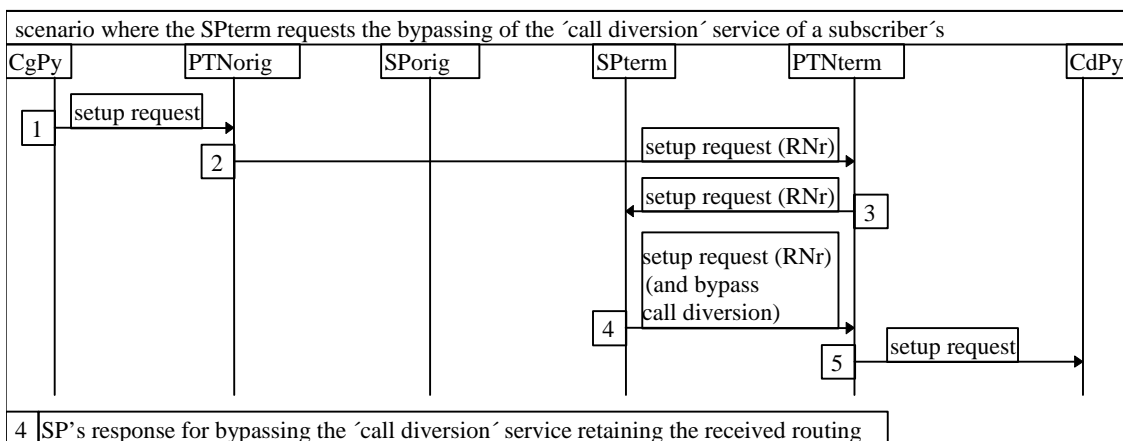 scenario where the SPterm requests the bypassing of the ´call diversion´ service of a subscriber´s
CgPy PTNorig SPorig SPterm PTNterm CdPy
setup request
1
setup request (RNr)
2
setup request (RNr)
3
setup request (RNr)
(and bypass
call diversion)
4
setup request
5
4 SP’s response for bypassing the ´call diversion´ service retaining the received routing